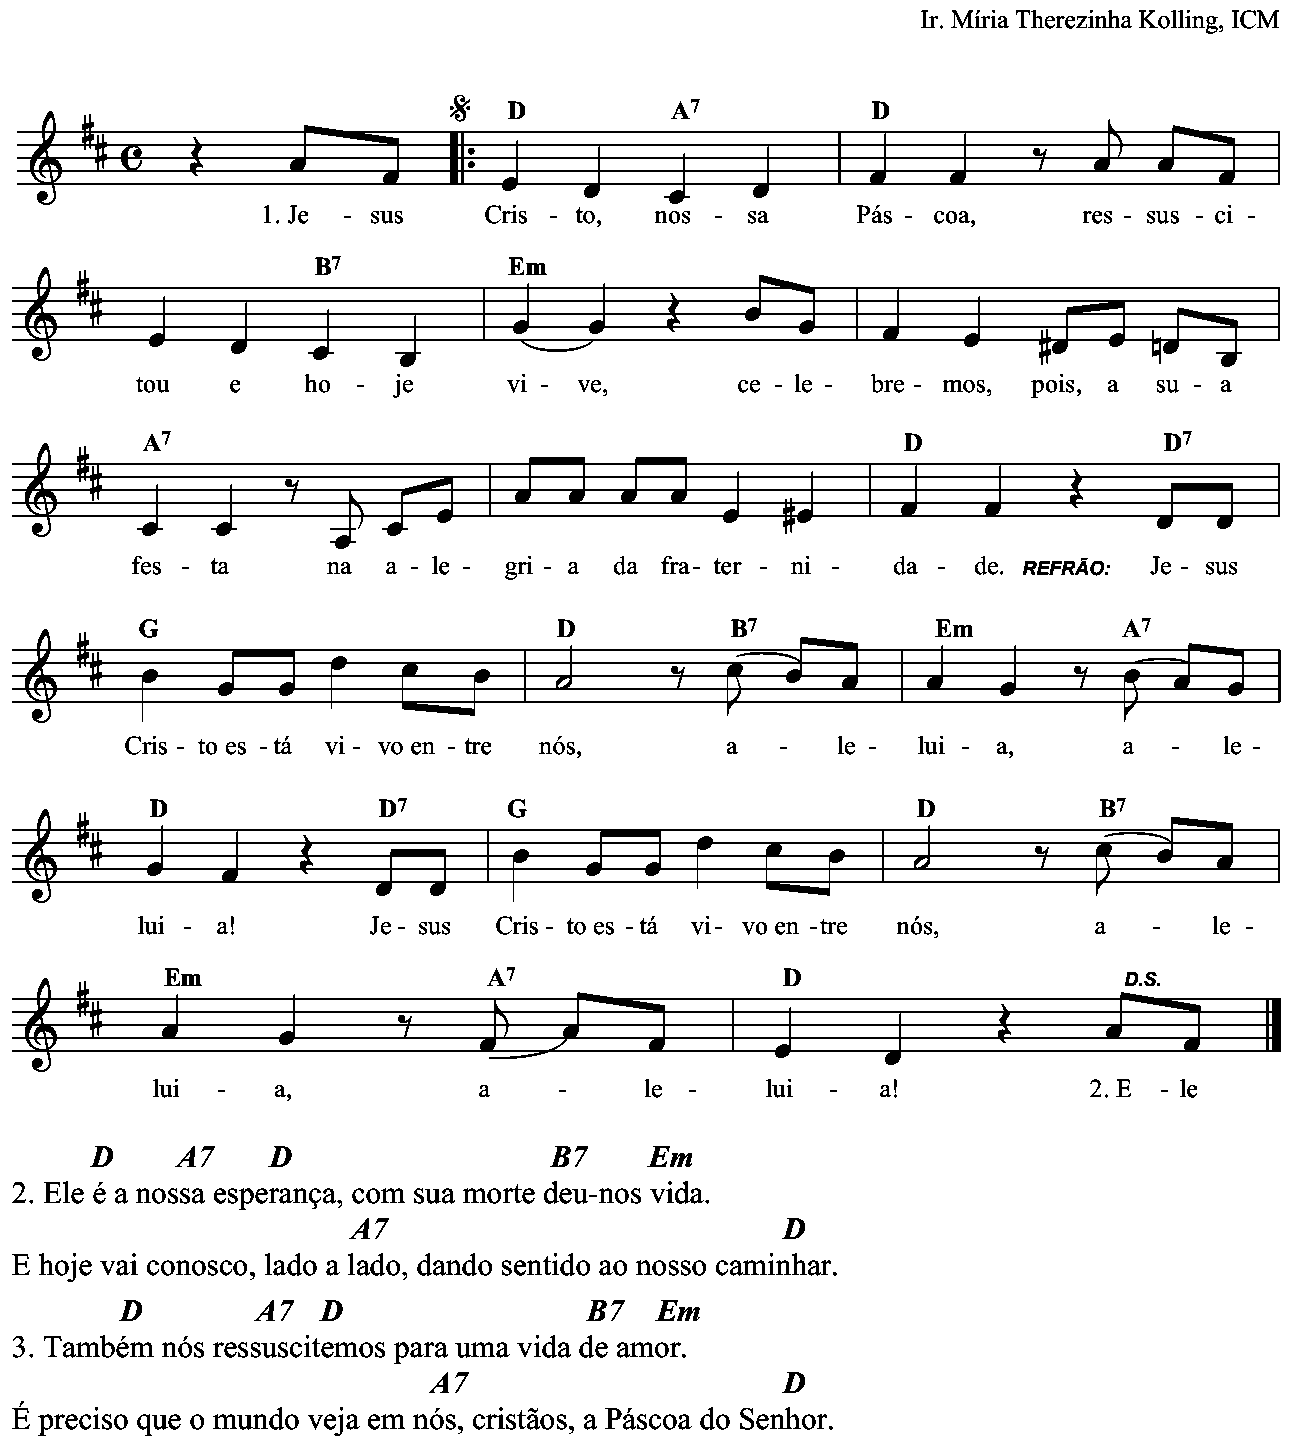 Ir. Míria Therezinha Kolling, ICM
D A7 D
1. Je - sus Cris - to, nos - sa Pás - coa, res - sus - ci -
B7 Em
tou e ho - je vi - ve, ce - le - bre - mos, pois, a su - a
A7 D D7
fes - ta na a - le - gri - a da fra - ter - ni - da - de. REFRÃO: Je - sus
G D B7 Em A7
Cris - to es - tá vi - vo en - tre nós, a - le - lui - a, a - le -
D D7 G D B7
lui - a! Je - sus Cris - to es - tá vi - vo en - tre nós, a - le -
Em A7 D D.S.
lui - a, a - le - lui - a! 2. E - le
D A7 D B7 Em
2. Ele é a nossa esperança, com sua morte deu-nos vida.
A7 D
E hoje vai conosco, lado a lado, dando sentido ao nosso caminhar.
D A7 D B7 Em
3. Também nós ressuscitemos para uma vida de amor.
A7 D
É preciso que o mundo veja em nós, cristãos, a Páscoa do Senhor.